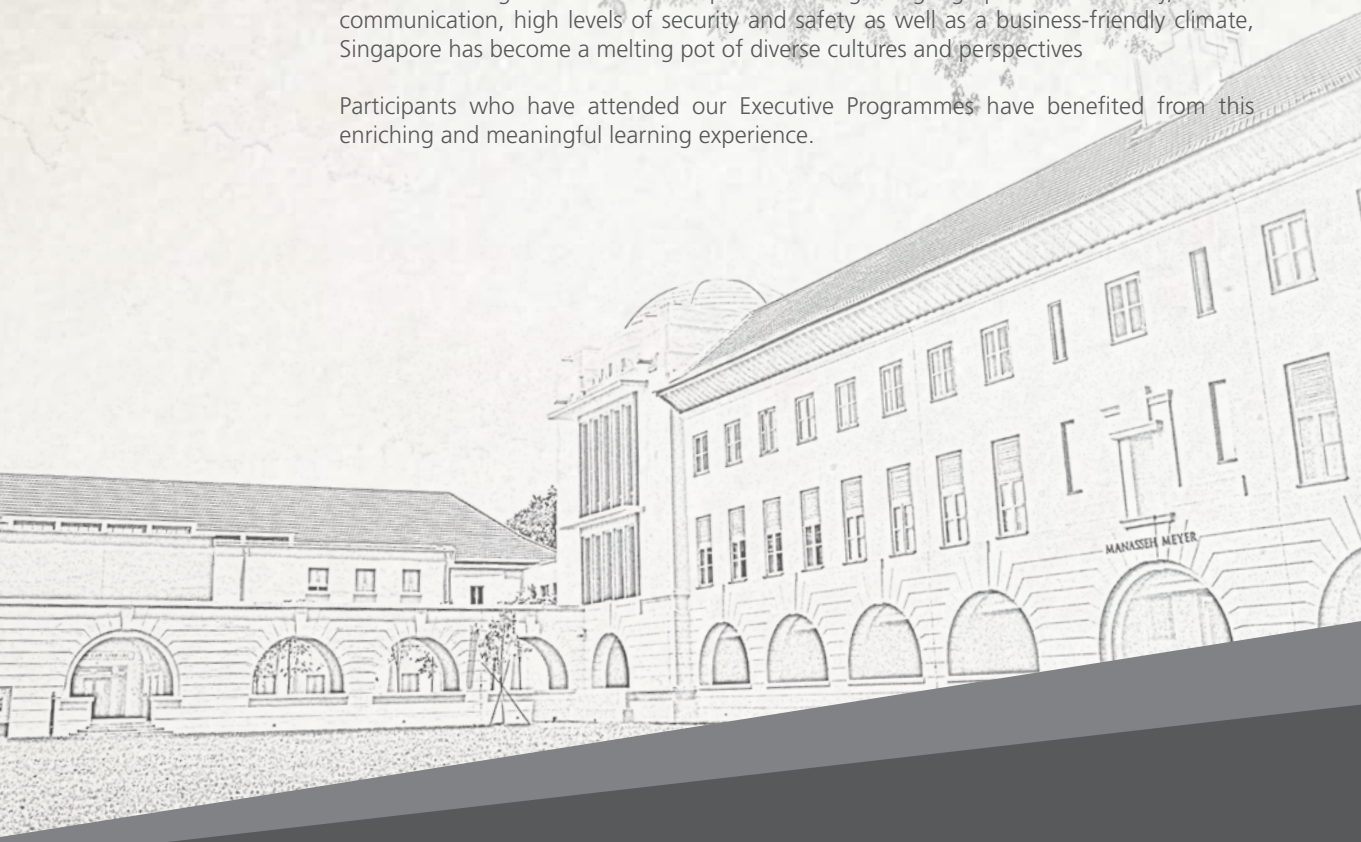 communication, high levels of security and safety as well as a business-friendly climate,
Singapore has become a melting pot of diverse cultures and perspectives
Participants who have attended our Executive Programmes have benefited from this
enriching and meaningful learning experience.
MANASSEH MEYER